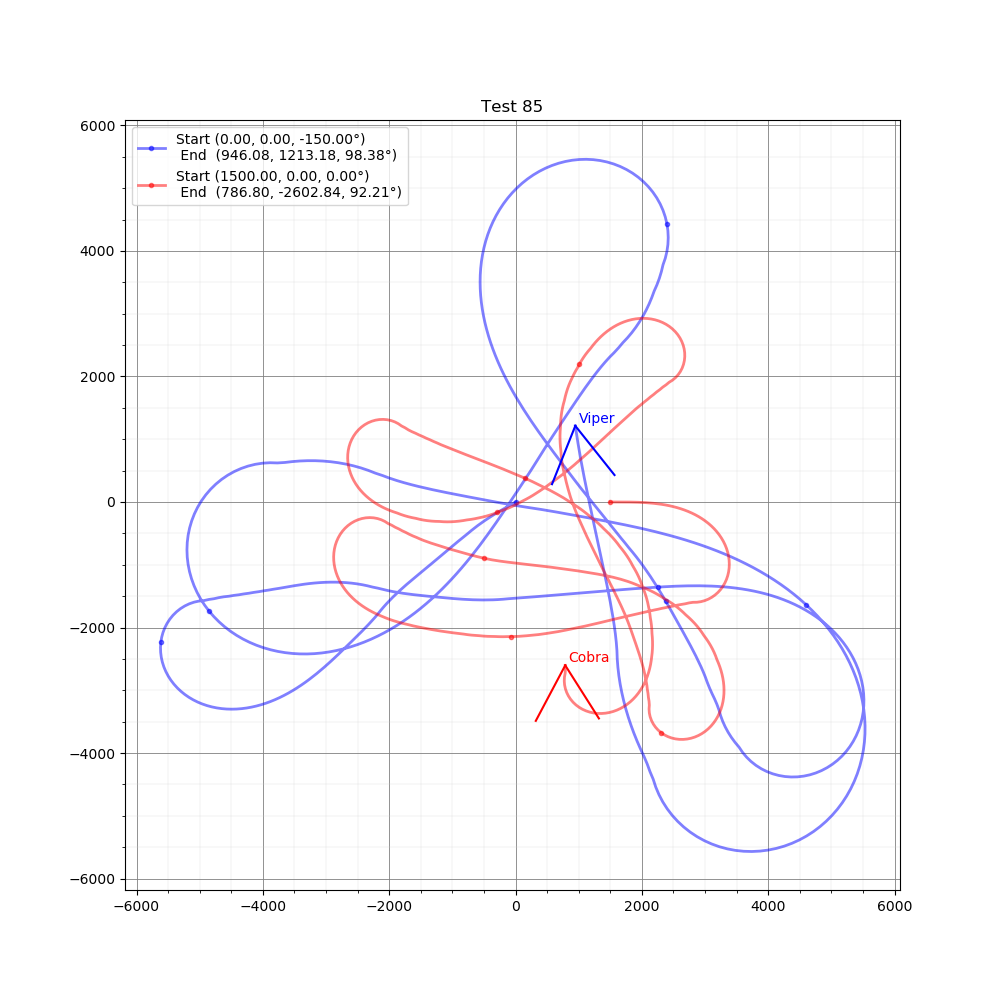 Test 85
Start (0.00, 0.00, -150.00°)
End (946.08, 1213.18, 98.38°)
Start (1500.00, 0.00, 0.00°)
End (786.80, -2602.84, 92.21°)
6000
4000
2000
0
−2000
−4000
−6000
Viper
Cobra
−6000 −4000 −2000 0 2000 4000 6000